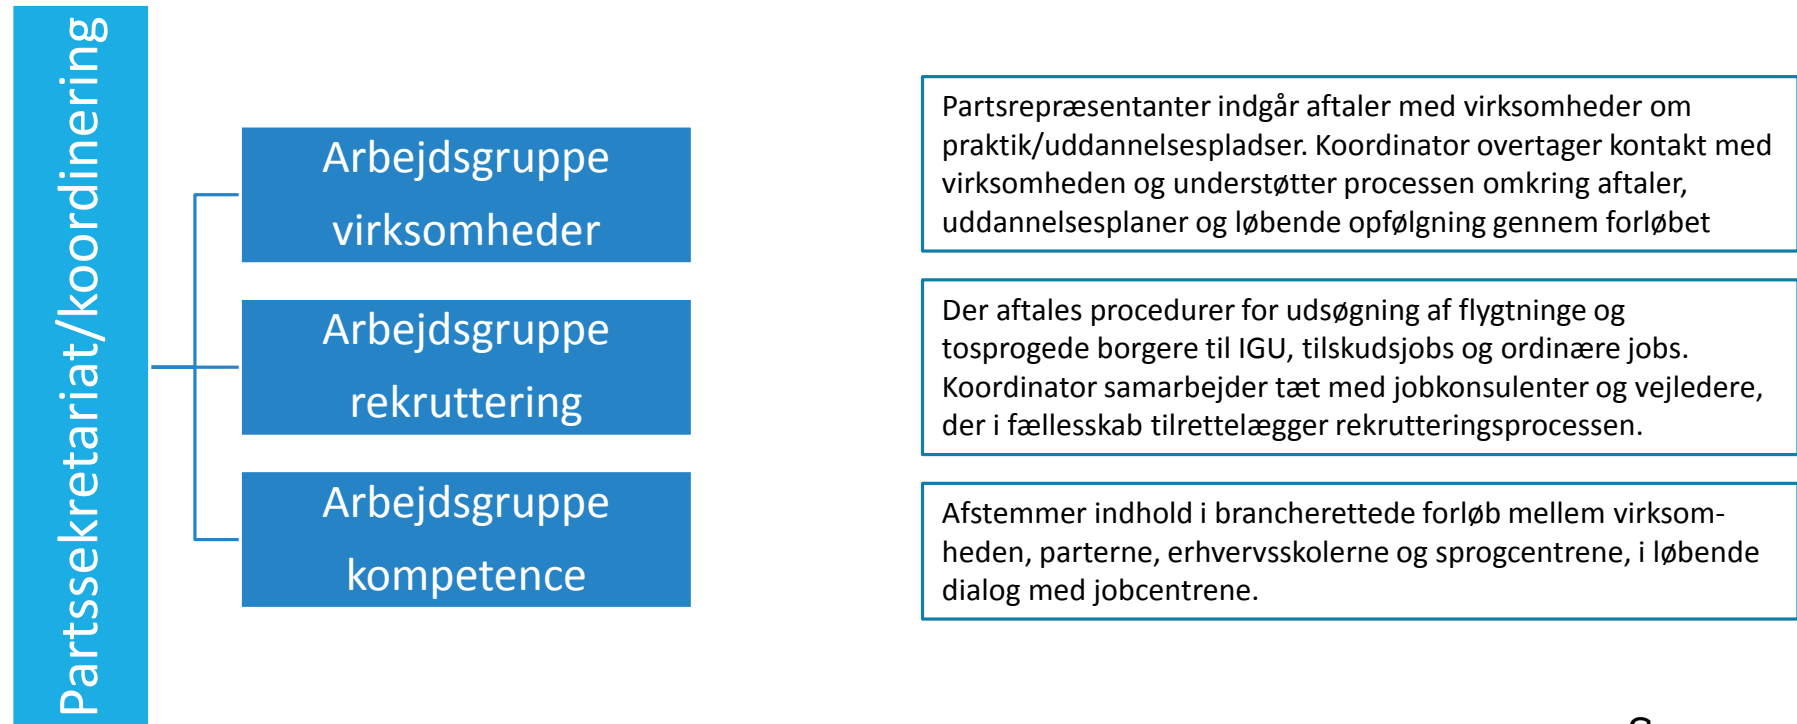 Partssekretariat/koordinering
Arbejdsgruppe
virksomheder
Partsrepræsentanter indgår aftaler med virksomheder om
praktik/uddannelsespladser. Koordinator overtager kontakt med
virksomheden og understøtter processen omkring aftaler,
uddannelsesplaner og løbende opfølgning gennem forløbet
Arbejdsgruppe
rekruttering
Der aftales procedurer for udsøgning af flygtninge og
tosprogede borgere til IGU, tilskudsjobs og ordinære jobs.
Koordinator samarbejder tæt med jobkonsulenter og vejledere,
der i fællesskab tilrettelægger rekrutteringsprocessen.
Arbejdsgruppe
kompetence
Afstemmer indhold i brancherettede forløb mellem virksom-
heden, parterne, erhvervsskolerne og sprogcentrene, i løbende
dialog med jobcentrene.